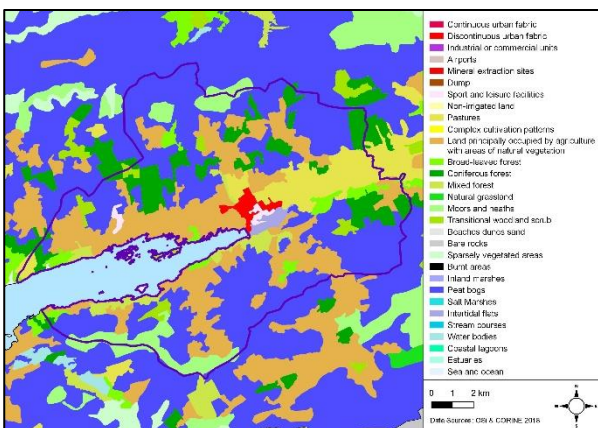 Continuous urban fabric
Discontinuous urban fabric
Industrial or commercial units
Airports
Mineral extraction sites
Dump
Sport and leisure facilities
Non-irrigated land
Pastures
Complex cultivation patterns
Land principally occupied by agriculture
with areas of natural vegetation
Broad-leaved forest
Coniferous forest
Mixed forest
Natural grassland
Moors and heaths
Transitional wood and scrub
Beaches dunes sand
Bare rocks
Sparsely vegetated areas
Burnt areas
Inland marshes
Peat bogs
Salt Marshes
Intertidal flats
Stream courses
Water bodies
Coastal lagoons
Estuaries
Sea and ocean
0 1 2 km
Data Sources: OSi & CORINE 2018